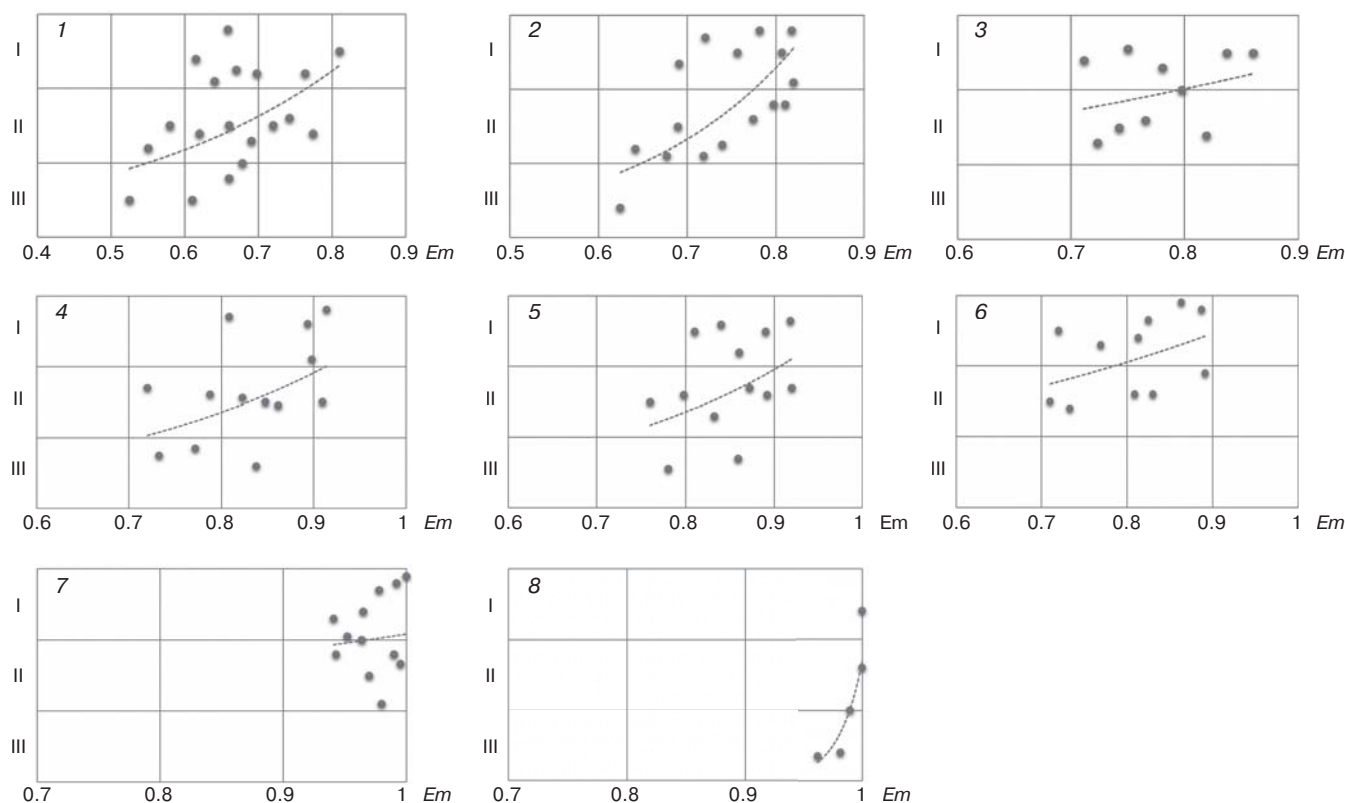 1 2 3
I I I
II II II
III III III
0.4 0.5 0.6 0.7 0.8 0.9 Em 0.5 0.6 0.7 0.8 0.9 Em 0.6 0.7 0.8 0.9 Em
4 5 6
I I I
II II II
III III III
0.6 0.7 0.8 0.9 1 Em 0.6 0.7 0.8 0.9 1 Em 0.6 0.7 0.8 0.9 1 Em
7 8
I I
II II
III III
0.7 0.8 0.9 1 Em 0.7 0.8 0.9 1 Em